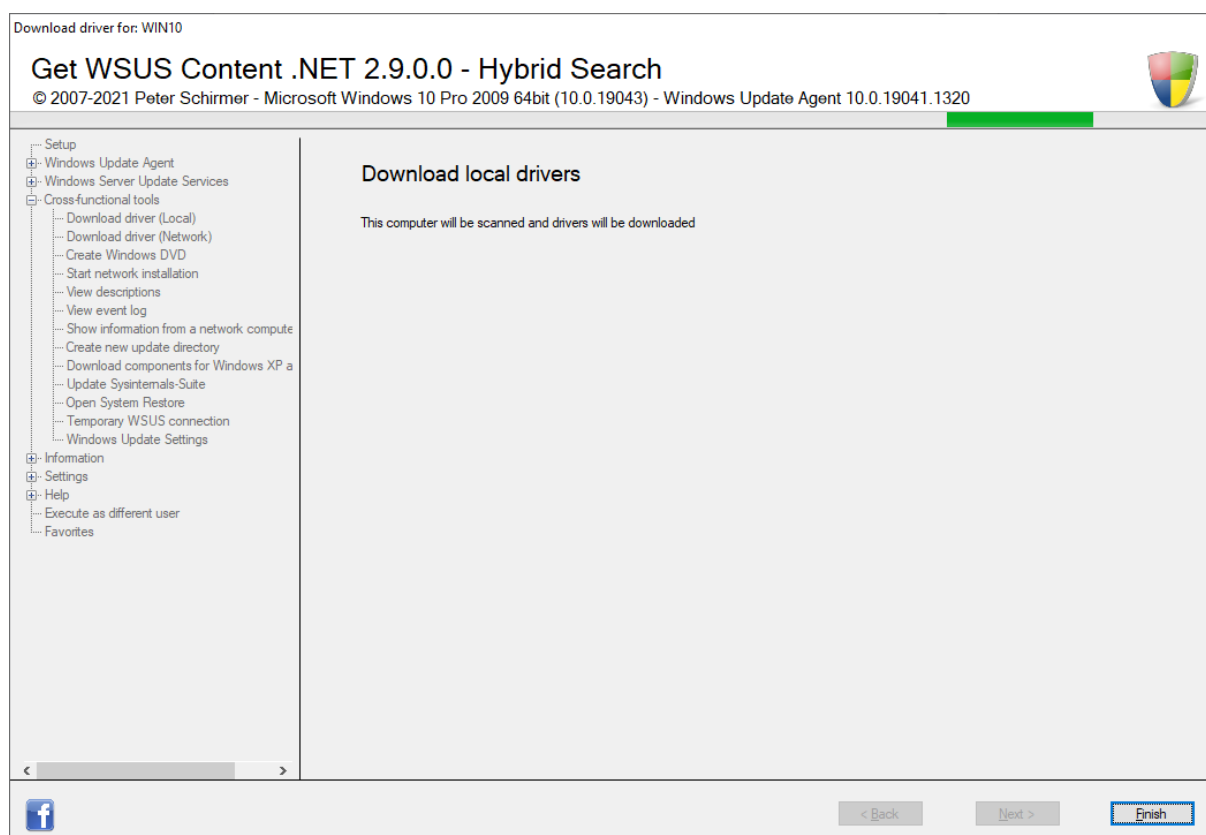 Download driver for: WIN10
Get WSUS Content .NET 2.9.0.0 - Hybrid Search
© 2007-2021 Peter Schirmer - Microsoft Windows 10 Pro 2009 64bit (10.0.19043) - Windows Update Agent 10.0.19041.1320
Setup
Windows Update Agent
Windows Server Update Services
Cross-functional tools
Download driver (Local)
Download driver (Network)
Create Windows DVD
Start network installation
View descriptions
View event log
Show information from a network compute
Create new update directory
Download components for Windows XP a
Update Sysinternals-Suite
Open System Restore
Temporary WSUS connection
Windows Update Settings
Information
Settings
Help
Execute as different user
Favorites
Download local drivers
This computer will be scanned and drivers will be downloaded
f
< Back
Next >
Finish